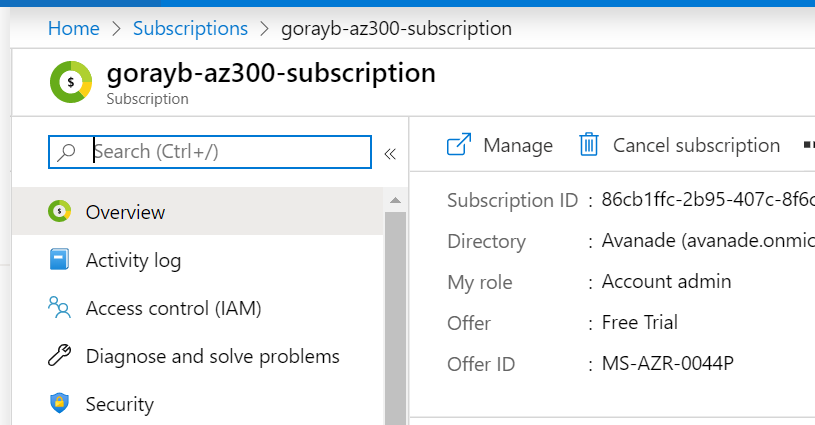 Home > Subscriptions > gorayb-az300-subscription
gorayb-az300-subscription
Subscription
Search (Ctrl+/)
«
Overview
Activity log
Access control (IAM)
Diagnose and solve problems
Security
Manage
Cancel subscription
Subscription ID : 86cb1ffc-2b95-407c-8f6c
Directory : Avanade (avanade.onmic
My role : Account admin
Offer : Free Trial
Offer ID : MS-AZR-0044P